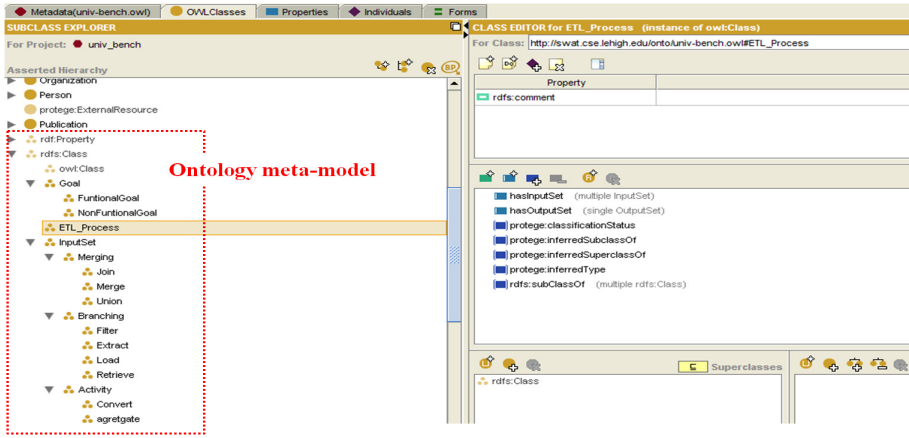 Metadata(univ-bench.owl) OWLClasses Properties Individuals Forms
SUBCLASS EXPLORER
For Project: univ_bench
Asserted Hierarchy
BP
Organization
Person
protege:ExternalResource
Publication
rdf:Property
rdfs:Class
owl:Class
Ontology meta-model
Goal
FuntionalGoal
NonFuntionalGoal
ETL_Process
InputSet
Merging
Join
Merge
Union
Branching
Filter
Extract
Load
Retrieve
Activity
Convert
agretgate
CLASS EDITOR for ETL_Process (instance of owl:Class)
For Class: http://swat.cse.lehigh.edu/onto/univ-bench.owl#ETL_Process
Property
rdfs:comment
hasInputSet (multiple InputSet)
hasOutputSet (single OutputSet)
protege:classificationStatus
protege:inferredSubclassOf
protege:inferredSuperclassOf
protege:inferredType
rdfs:subClassOf (multiple rdfs:Class)
Superclasses
rdfs:Class